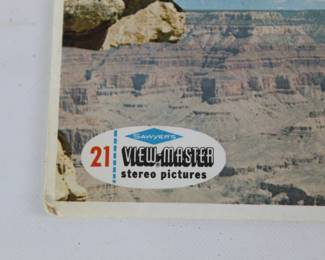 SAWYER'S
21 VIEW-MASTER
stereo pictures